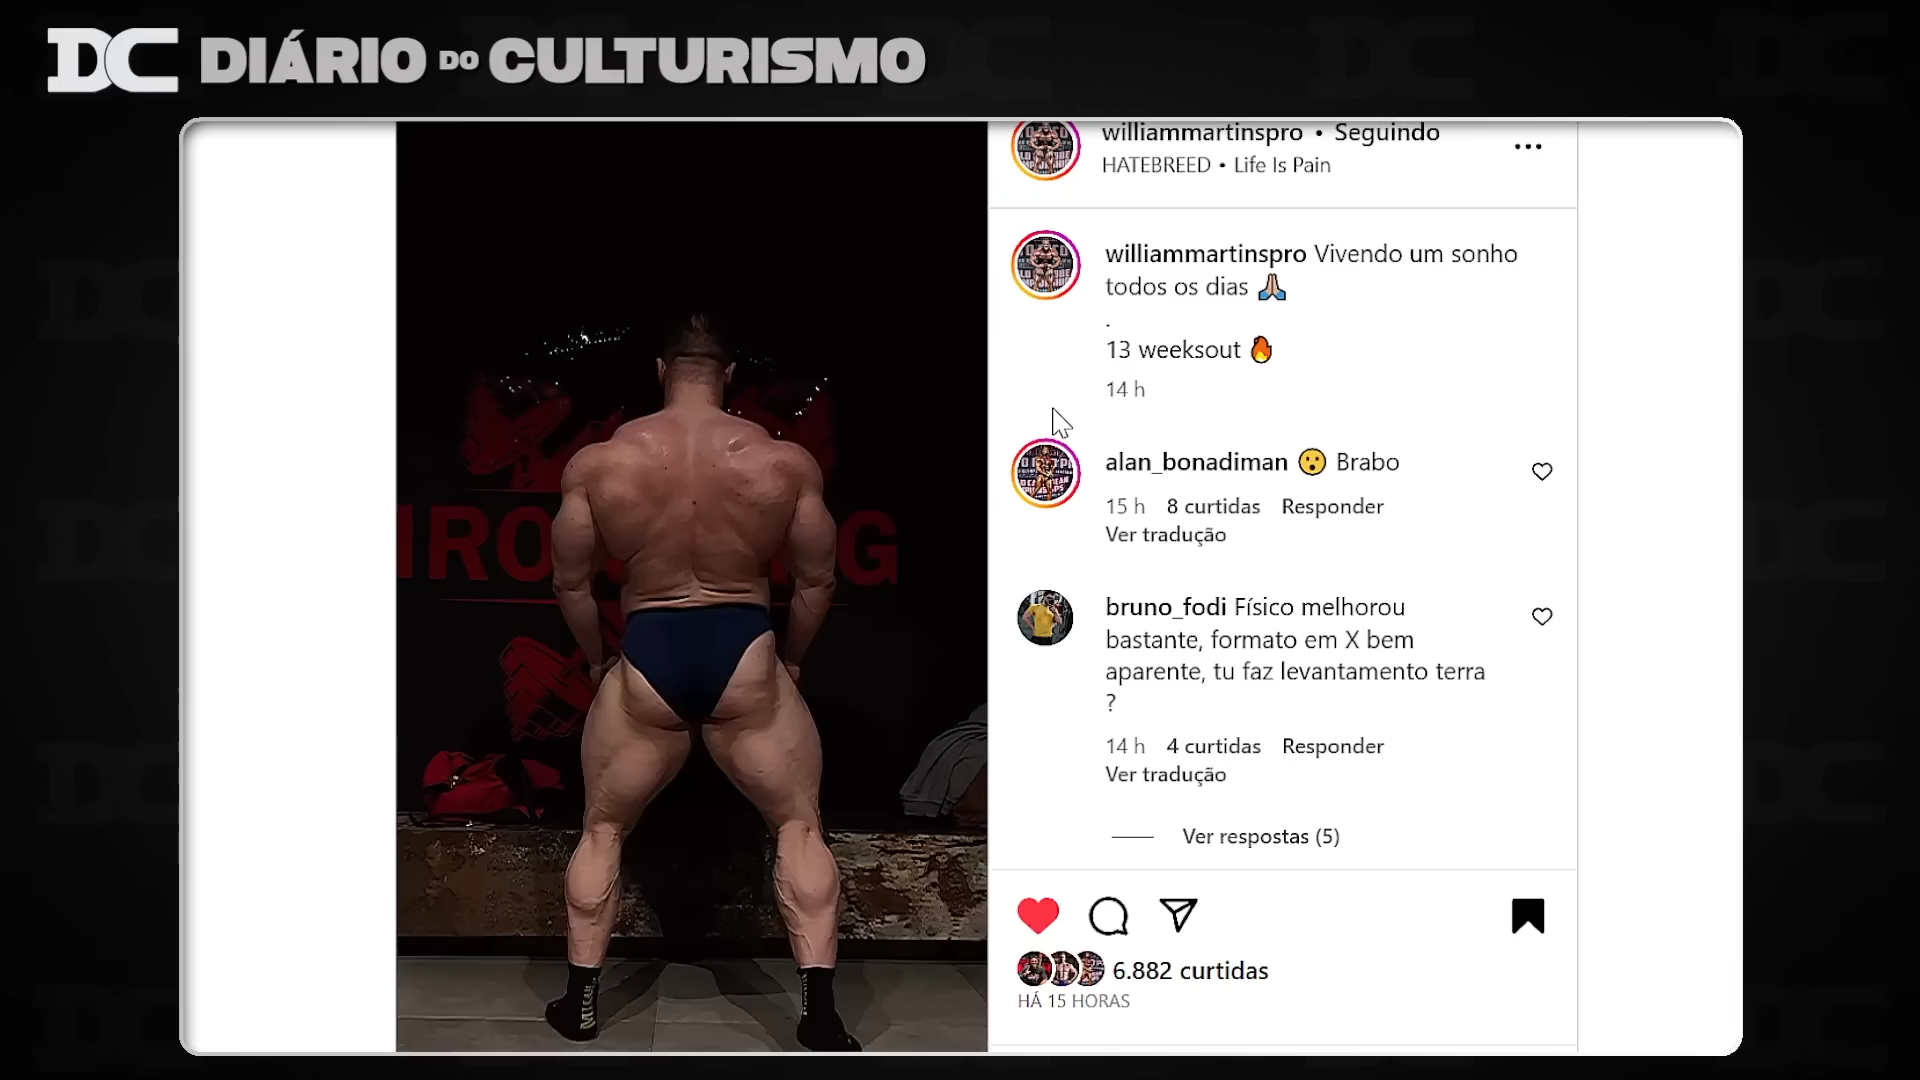 DC DIÁRIO DO CULTURISMO
williammartinspro • Seguindo
HATEBREED • Life Is Pain
williammartinspro Vivendo um sonho
todos os dias 🙏🏼
.
13 weeksout 🔥
14 h
alan_bonadiman 😮 Brabo
15 h 8 curtidas Responder
Ver tradução
bruno_fodi Físico melhorou
bastante, formato em X bem
aparente, tu faz levantamento terra
?
14 h 4 curtidas Responder
Ver tradução
Ver respostas (5)
6.882 curtidas
HÁ 15 HORAS